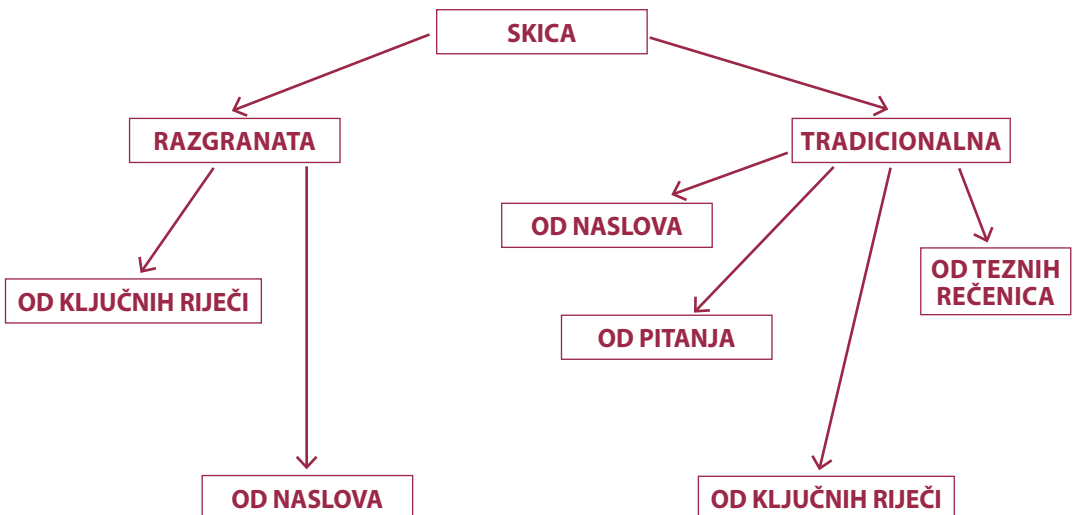 SKICA
RAZGRANATA
TRADICIONALNA
OD NASLOVA
OD TEZNIH
REČENICA
OD KLJUČNIH RIJEČI
OD PITANJA
OD NASLOVA
OD KLJUČNIH RIJEČI